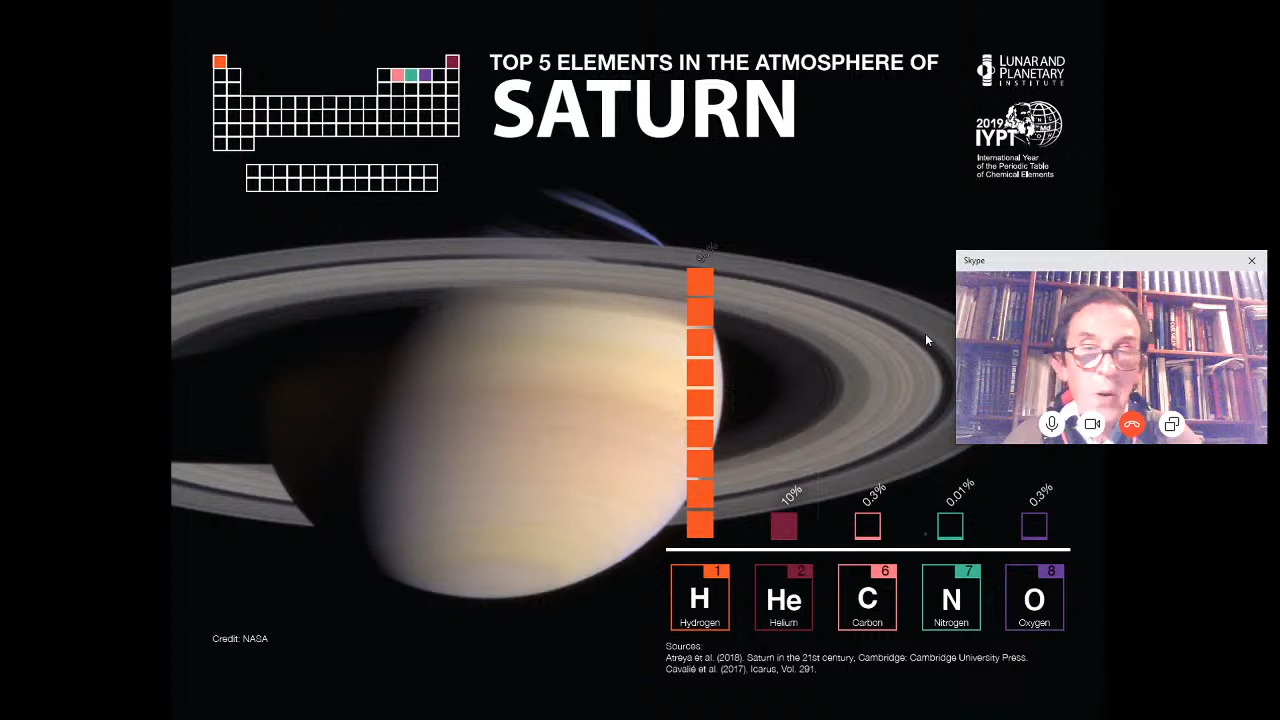 TOP 5 ELEMENTS IN THE ATMOSPHERE OF
SATURN
LUNAR AND
PLANETARY
INSTITUTE
2019
IYPT
International Year
of the Periodic Table
of Chemical Elements
Skype
90%
10%
0.3%
0.01%
0.3%
1
H
Hydrogen
2
He
Helium
6
C
Carbon
7
N
Nitrogen
8
O
Oxygen
Credit: NASA
Sources:
Atreya et al. (2018). Saturn in the 21st century, Cambridge: Cambridge University Press.
Cavalié et al. (2017). Icarus, Vol. 291.